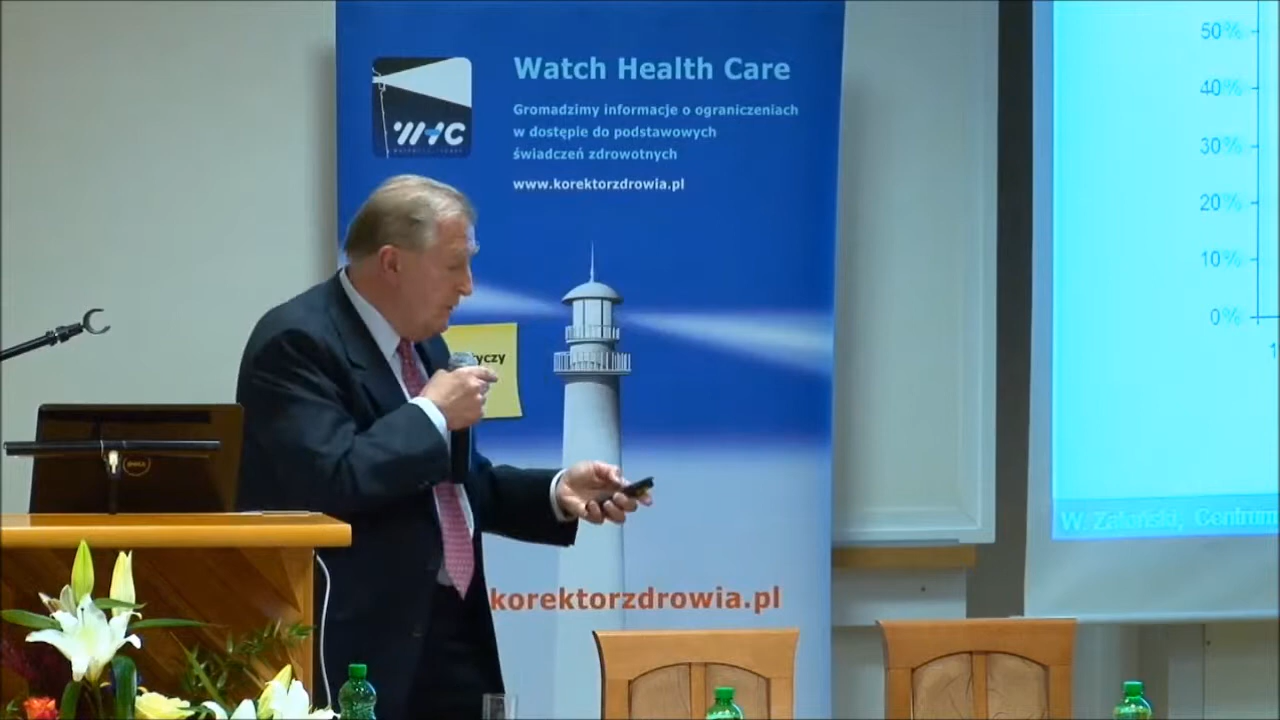 Watch Health Care
Gromadzimy informacje o ograniczeniach
w dostępie do podstawowych
świadczeń zdrowotnych
www.korektorzdrowia.pl
WHC
korektorzdrowia.pl
50%
40%
30%
20%
10%
0%
W. Zatoński, Centrum
DELL